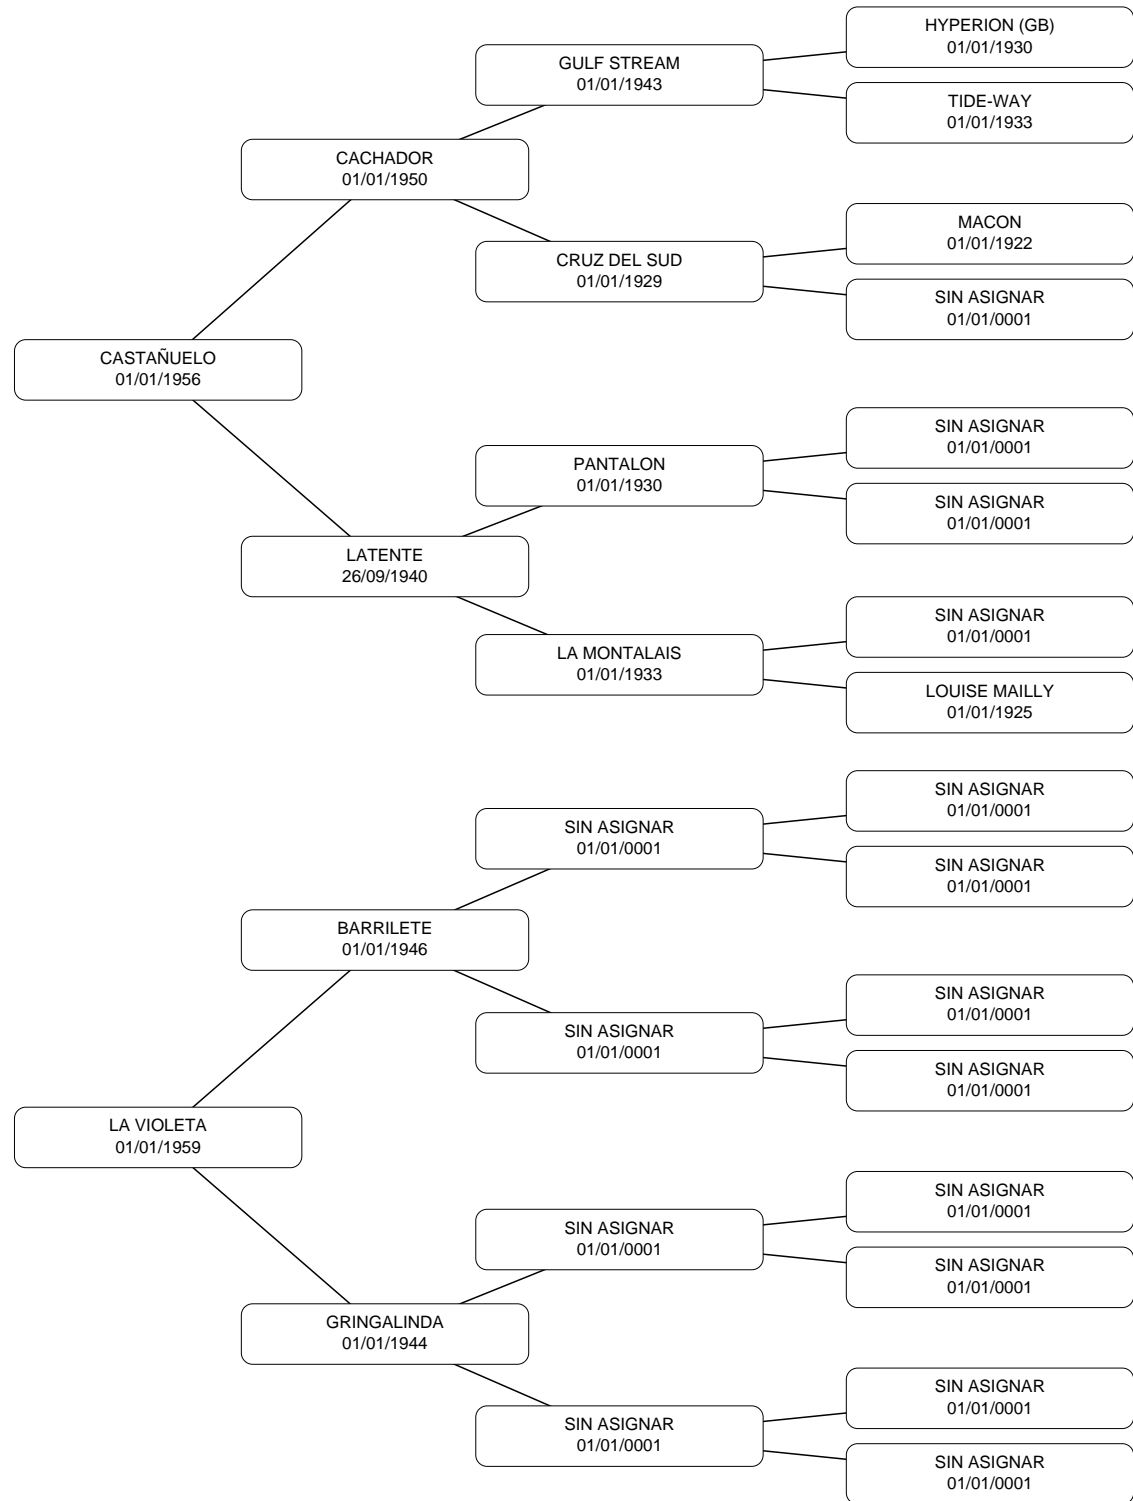 HYPERION (GB)
01/01/1930
GULF STREAM
01/01/1943
TIDE-WAY
01/01/1933
CACHADOR
01/01/1950
MACON
01/01/1922
CRUZ DEL SUD
01/01/1929
SIN ASIGNAR
01/01/0001
CASTAÑUELO
01/01/1956
SIN ASIGNAR
01/01/0001
PANTALON
01/01/1930
SIN ASIGNAR
01/01/0001
LATENTE
26/09/1940
SIN ASIGNAR
01/01/0001
LA MONTALAIS
01/01/1933
LOUISE MAILLY
01/01/1925
SIN ASIGNAR
01/01/0001
SIN ASIGNAR
01/01/0001
SIN ASIGNAR
01/01/0001
BARRILETE
01/01/1946
SIN ASIGNAR
01/01/0001
SIN ASIGNAR
01/01/0001
SIN ASIGNAR
01/01/0001
LA VIOLETA
01/01/1959
SIN ASIGNAR
01/01/0001
SIN ASIGNAR
01/01/0001
SIN ASIGNAR
01/01/0001
GRINGALINDA
01/01/1944
SIN ASIGNAR
01/01/0001
SIN ASIGNAR
01/01/0001
SIN ASIGNAR
01/01/0001